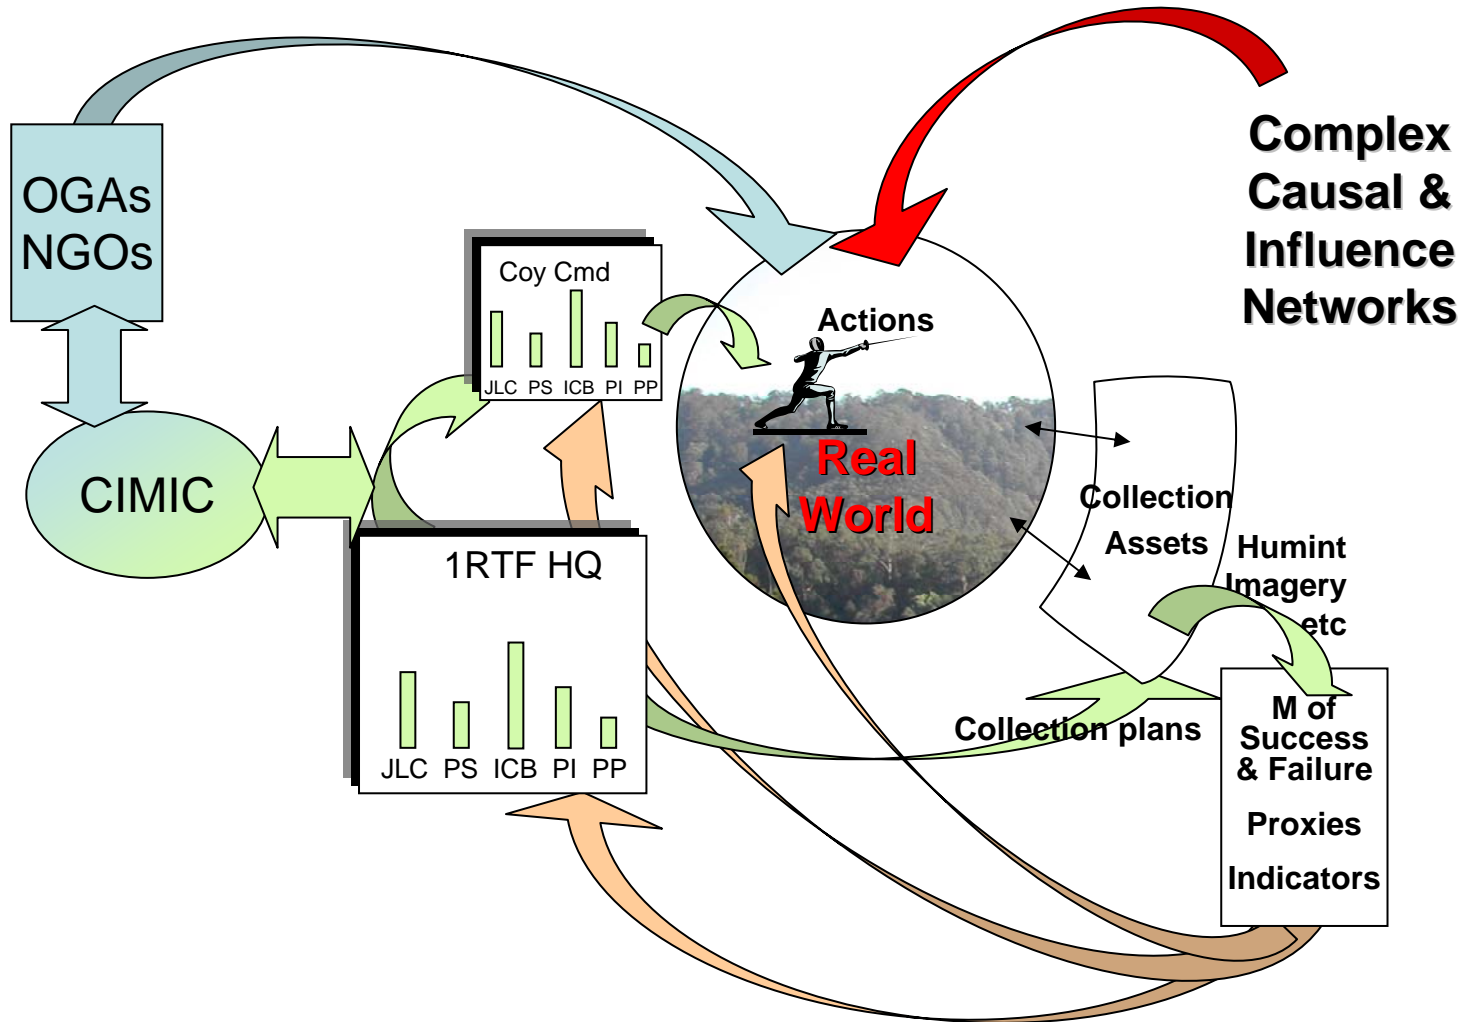 Complex
Causal &
Influence
Networks
OGAs
NGOs
Coy Cmd
JLC PS ICB PI PP
Actions
Real
World
CIMIC
Collection
Assets
Humint
Imagery
etc
1RTF HQ
JLC PS ICB PI PP
Collection plans
M of
Success
& Failure
Proxies
Indicators